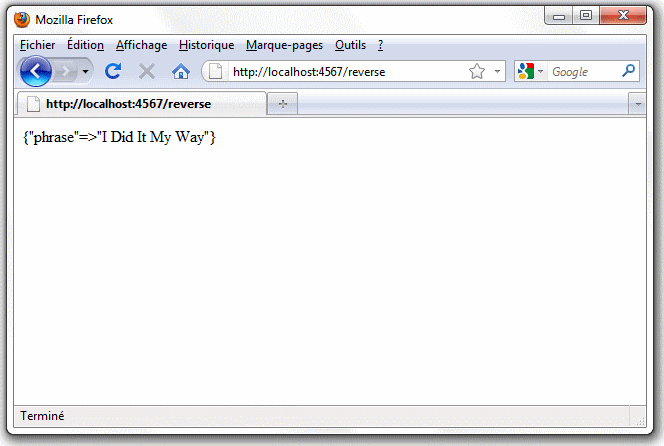 Mozilla Firefox
Fichier Édition Affichage Historique Marque-pages Outils ?
http://localhost:4567/reverse Google
http://localhost:4567/reverse
{"phrase"=>"I Did It My Way"}
Terminé